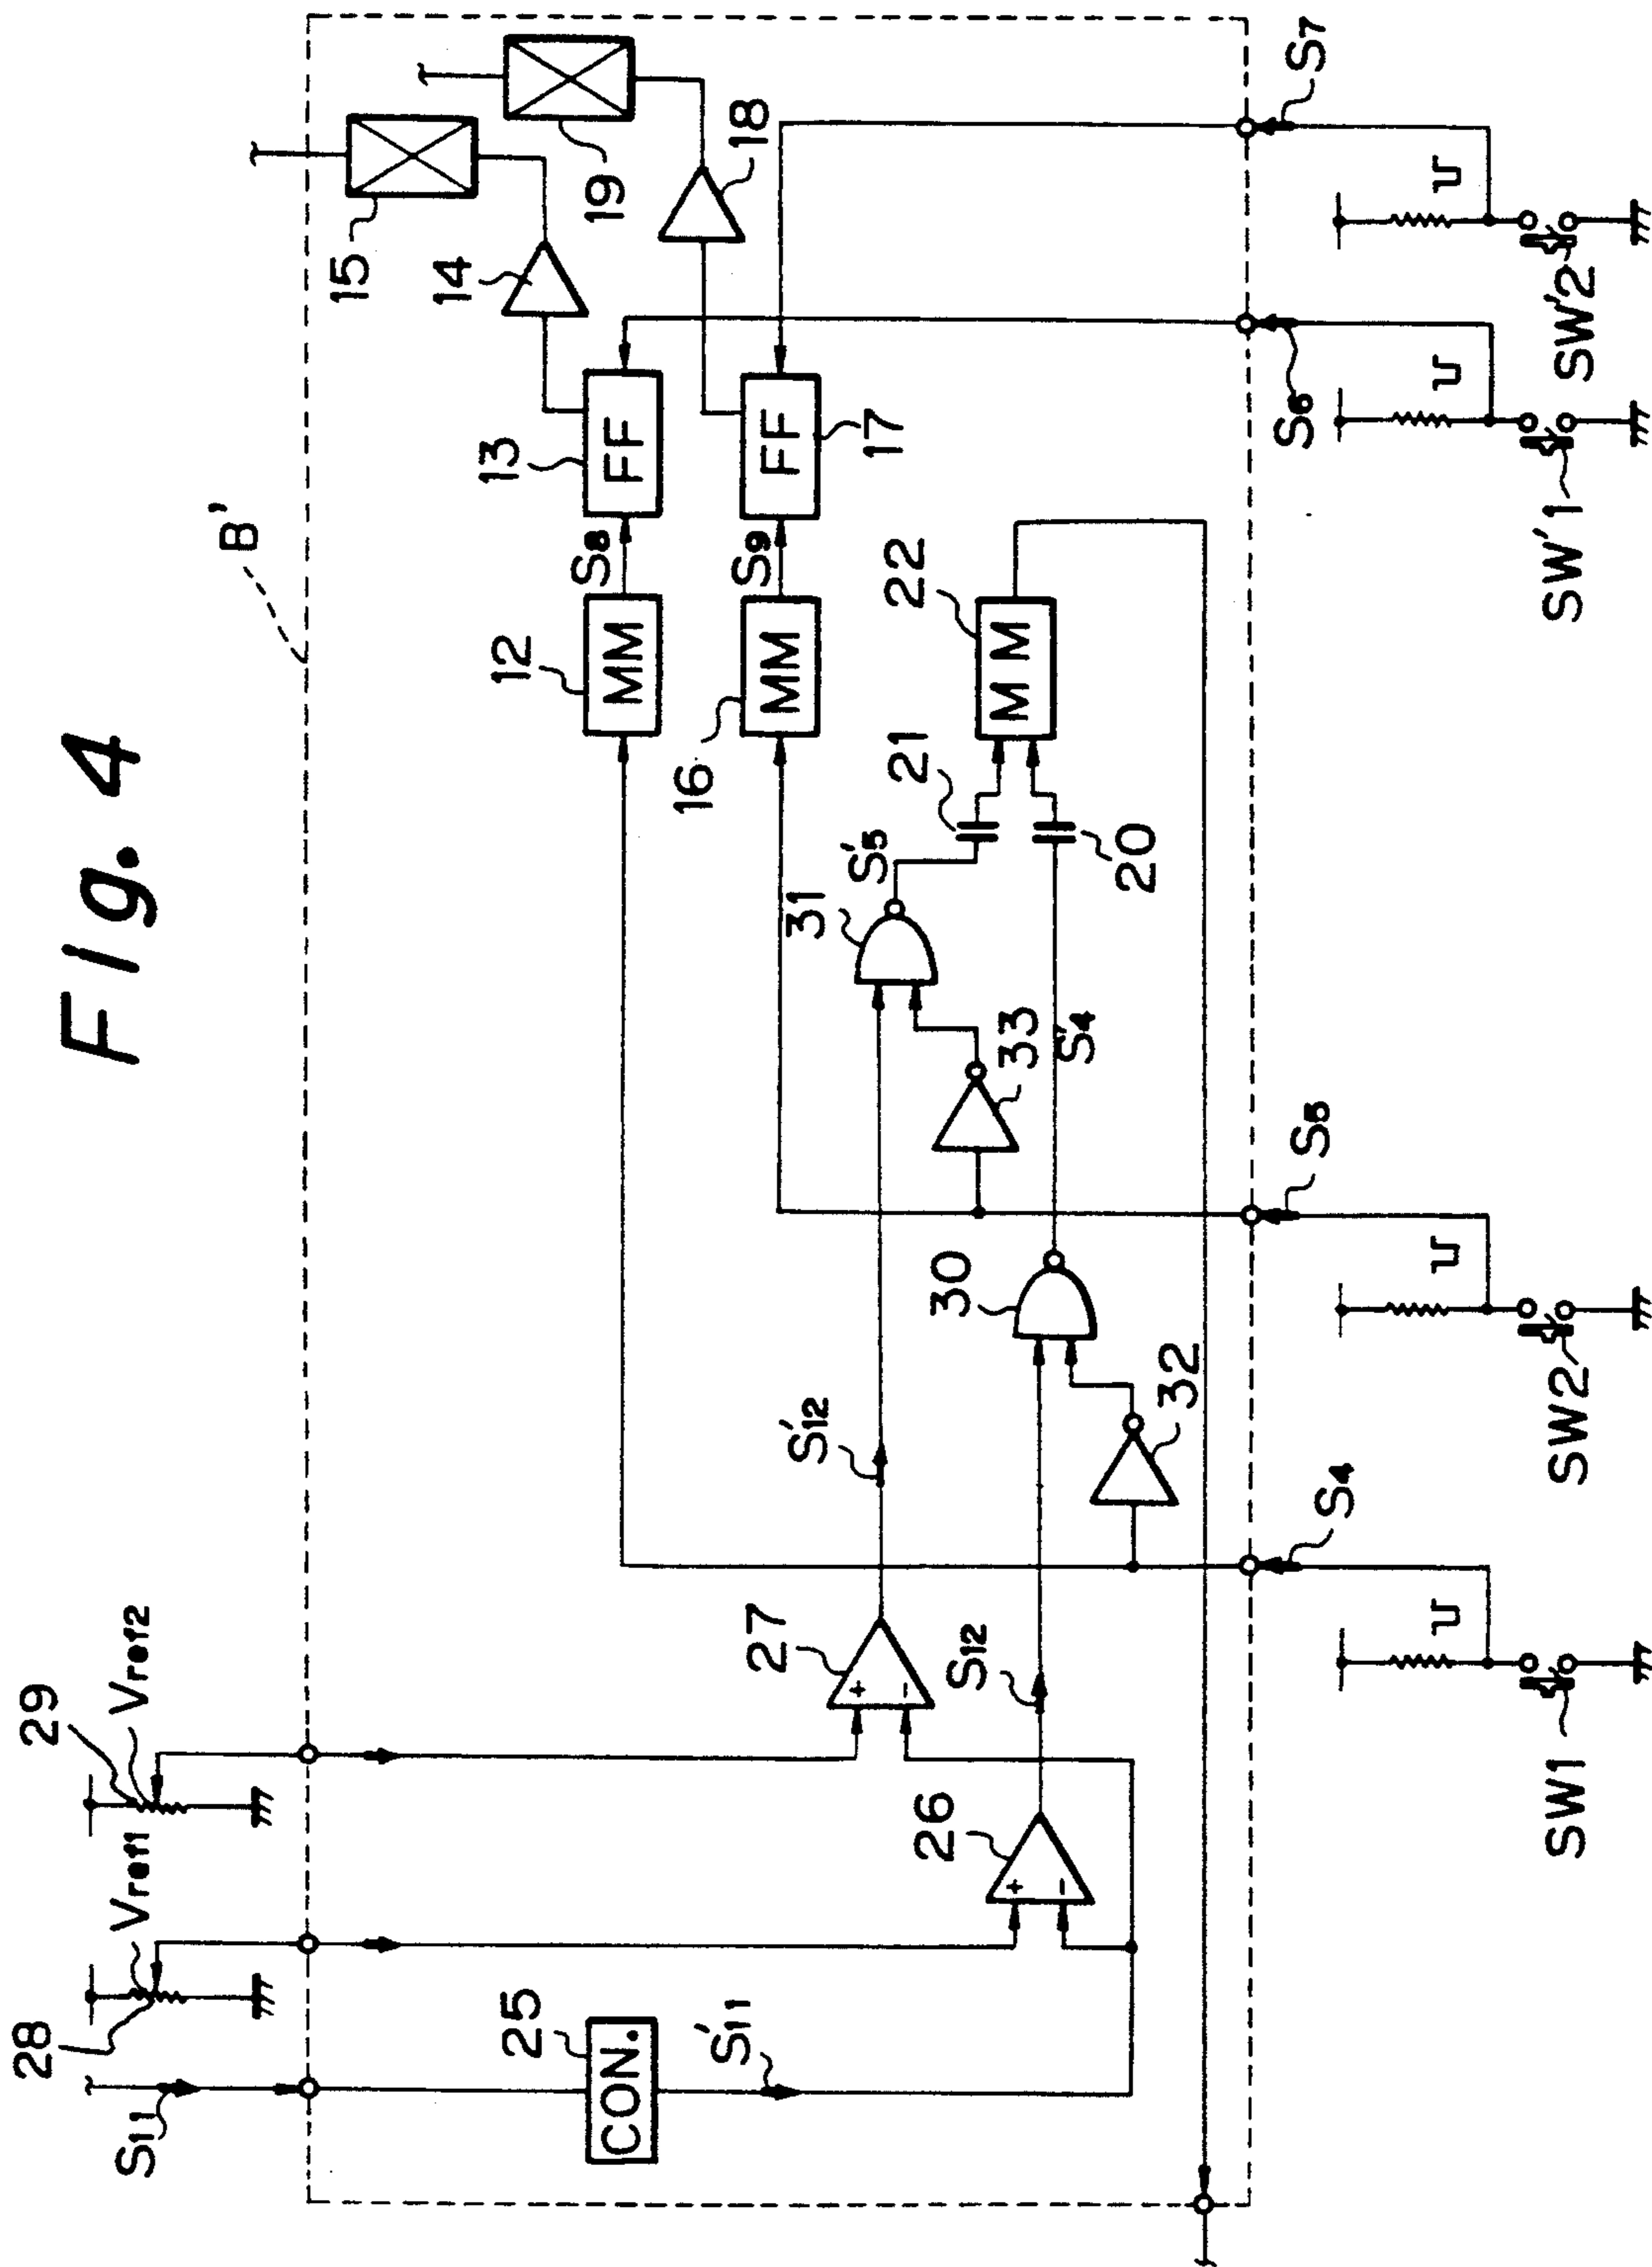 Fig. 4
B'
15
19
14
18
13
FF
S8
12
MM
FF
17
S9
16
MM
22
MM
21
20
S'5
31
33
S'4
30
32
S'12
27
+
-
S12
26
+
-
29
Vref2
Vref1
28
S11
25
CON.
S'11
S4
SW1
S5
SW2
S6
SW'1
S7
SW'2